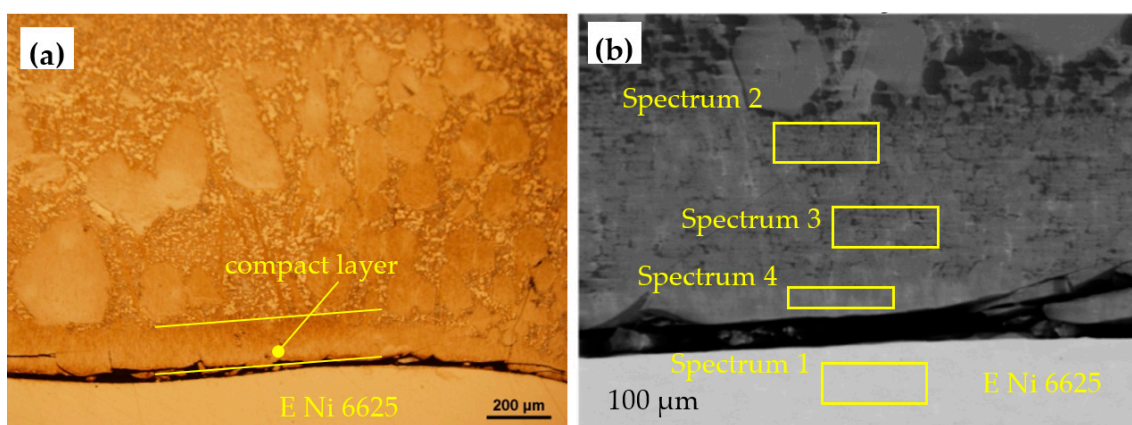 (a)
compact layer
E Ni 6625
200 µm
(b)
Spectrum 2
Spectrum 3
Spectrum 4
Spectrum 1
E Ni 6625
100 µm